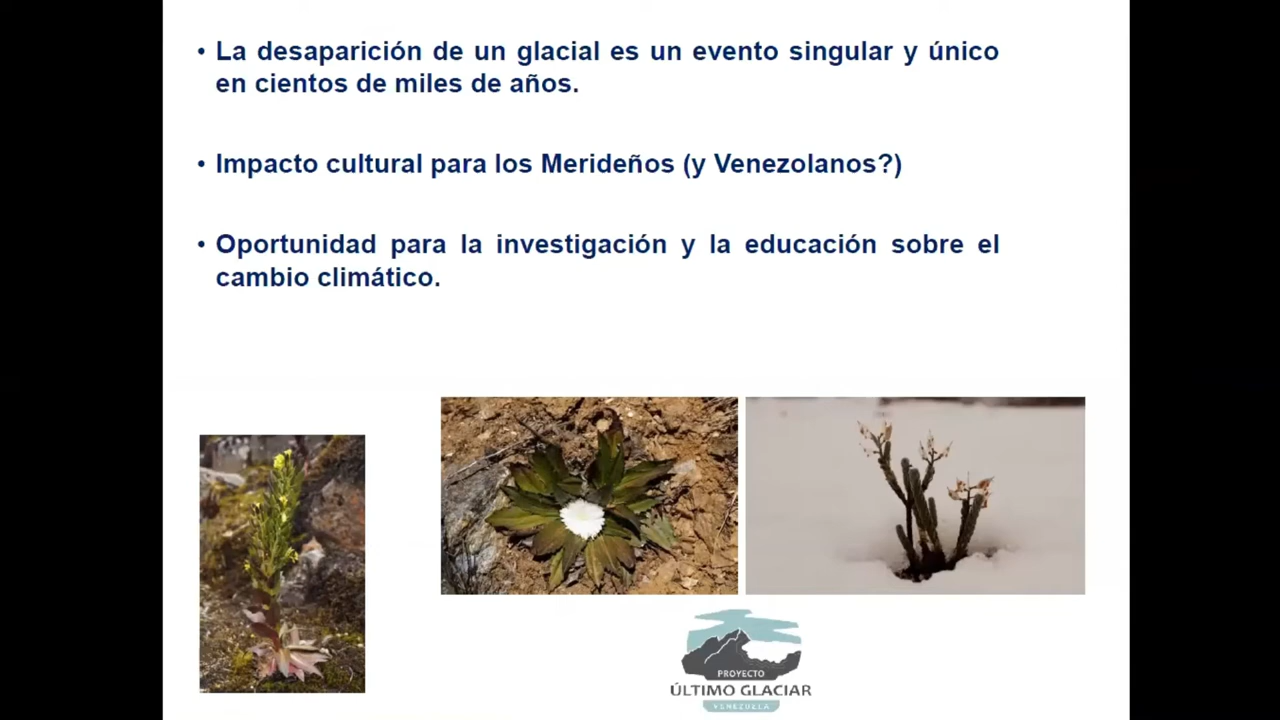 • La desaparición de un glacial es un evento singular y único
en cientos de miles de años.
• Impacto cultural para los Merideños (y Venezolanos?)
• Oportunidad para la investigación y la educación sobre el
cambio climático.
PROYECTO
ÚLTIMO GLACIAR
VENEZUELA